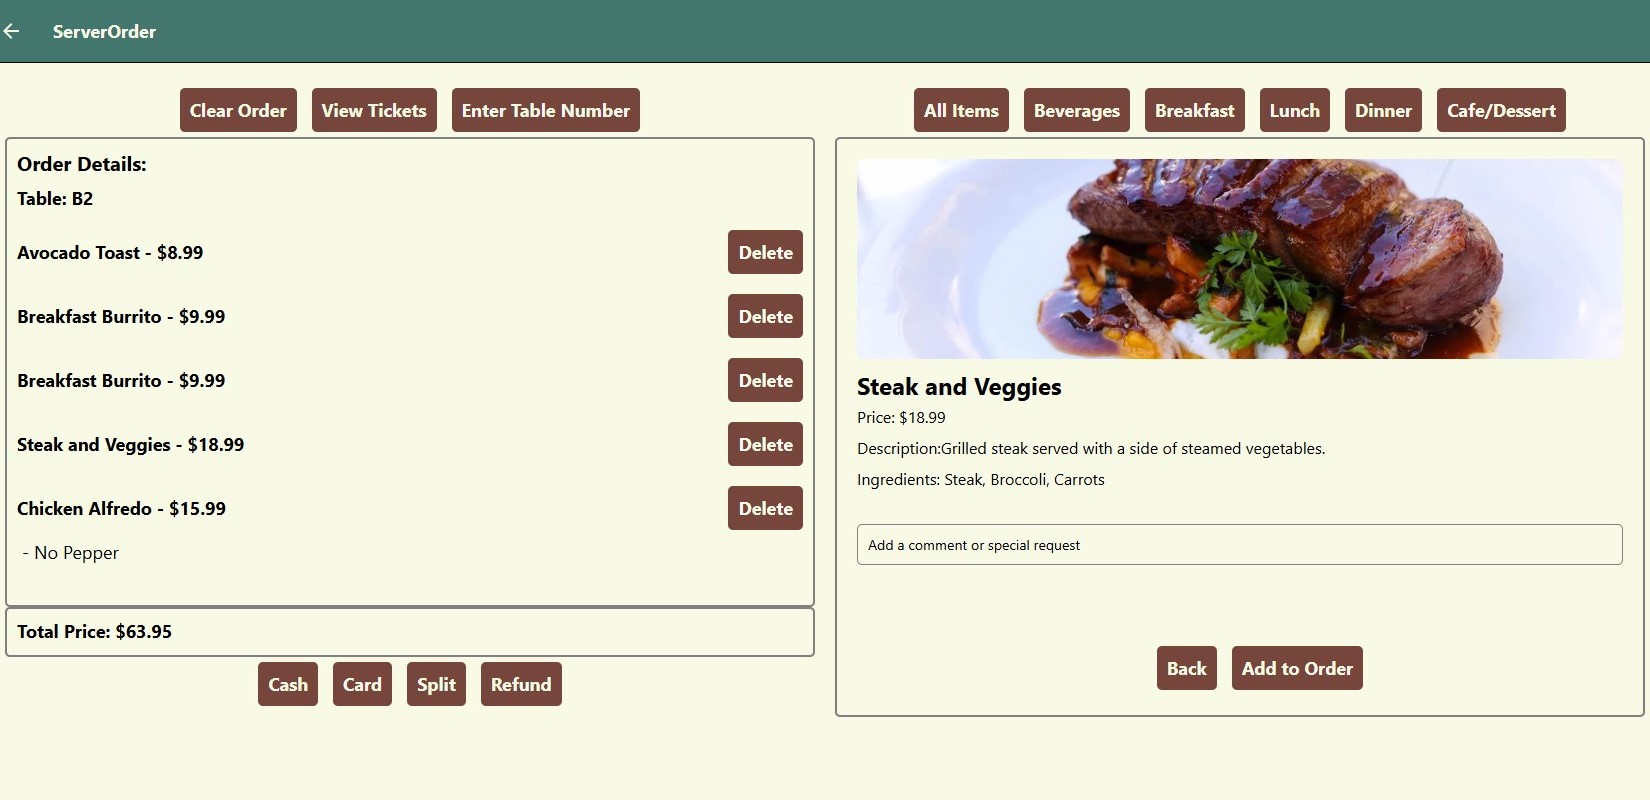 ServerOrder
Clear Order
View Tickets
Enter Table Number
Order Details:
Table: B2
Avocado Toast - $8.99
Delete
Breakfast Burrito - $9.99
Delete
Breakfast Burrito - $9.99
Delete
Steak and Veggies - $18.99
Delete
Chicken Alfredo - $15.99
Delete
- No Pepper
Total Price: $63.95
Cash
Card
Split
Refund
All Items
Beverages
Breakfast
Lunch
Dinner
Cafe/Dessert
Steak and Veggies
Price: $18.99
Description:Grilled steak served with a side of steamed vegetables.
Ingredients: Steak, Broccoli, Carrots
Add a comment or special request
Back
Add to Order